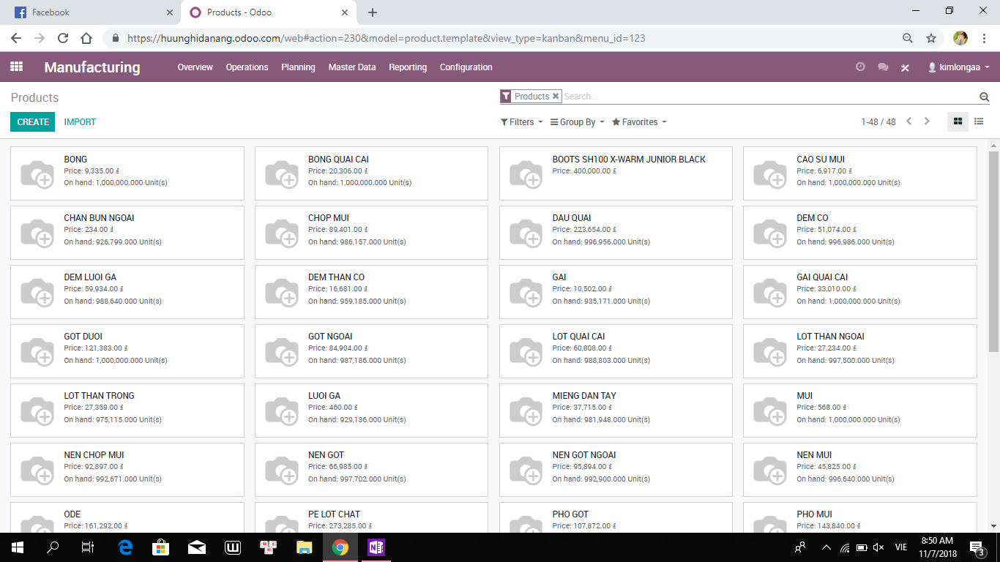 Facebook
Products - Odoo
https://huunghidanang.odoo.com/web#action=230&model=product.template&view_type=kanban&menu_id=123
Manufacturing Overview Operations Planning Master Data Reporting Configuration kimlongaa
Products
Products Search...
CREATE IMPORT
Filters Group By Favorites 1-48 / 48
BONG
Price: 9,335.00 ₫
On hand: 1,000,000.000 Unit(s)
BONG QUAI CAI
Price: 20,306.00 ₫
On hand: 1,000,000.000 Unit(s)
BOOTS SH100 X-WARM JUNIOR BLACK
Price: 400,000.00 ₫
CAO SU MUI
Price: 6,917.00 ₫
On hand: 1,000,000.000 Unit(s)
CHAN BUN NGOAI
Price: 234.00 ₫
On hand: 926,799.000 Unit(s)
CHOP MUI
Price: 89,401.00 ₫
On hand: 986,157.000 Unit(s)
DAU QUAI
Price: 223,654.00 ₫
On hand: 996,956.000 Unit(s)
DEM CO
Price: 51,074.00 ₫
On hand: 996,986.000 Unit(s)
DEM LUOI GA
Price: 59,934.00 ₫
On hand: 988,640.000 Unit(s)
DEM THAN CO
Price: 16,681.00 ₫
On hand: 959,185.000 Unit(s)
GAI
Price: 10,502.00 ₫
On hand: 935,171.000 Unit(s)
GAI QUAI CAI
Price: 33,010.00 ₫
On hand: 1,000,000.000 Unit(s)
GOT DUOI
Price: 121,383.00 ₫
On hand: 1,000,000.000 Unit(s)
GOT NGOAI
Price: 84,904.00 ₫
On hand: 987,186.000 Unit(s)
LOT QUAI CAI
Price: 60,808.00 ₫
On hand: 988,803.000 Unit(s)
LOT THAN NGOAI
Price: 27,234.00 ₫
On hand: 997,500.000 Unit(s)
LOT THAN TRONG
Price: 27,359.00 ₫
On hand: 975,115.000 Unit(s)
LUOI GA
Price: 460.00 ₫
On hand: 929,136.000 Unit(s)
MIENG DAN TAY
Price: 37,715.00 ₫
On hand: 981,948.000 Unit(s)
MUI
Price: 568.00 ₫
On hand: 1,000,000.000 Unit(s)
NEN CHOP MUI
Price: 92,897.00 ₫
On hand: 992,671.000 Unit(s)
NEN GOT
Price: 66,985.00 ₫
On hand: 997,702.000 Unit(s)
NEN GOT NGOAI
Price: 95,894.00 ₫
On hand: 992,900.000 Unit(s)
NEN MUI
Price: 45,825.00 ₫
On hand: 996,640.000 Unit(s)
ODE
Price: 161,292.00 ₫
PE LOT CHAT
Price: 273,285.00 ₫
PHO GOT
Price: 107,872.00 ₫
PHO MUI
Price: 143,840.00 ₫
VIE
8:50 AM
11/7/2018
3